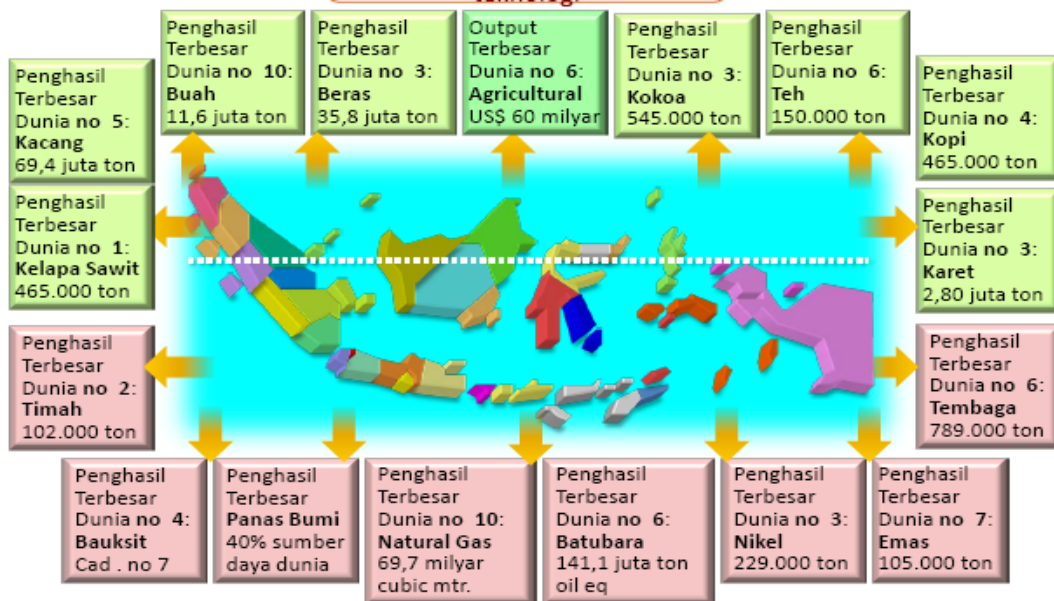 teknologi
Penghasil
Terbesar
Dunia no 10:
Buah
11,6 juta ton
Penghasil
Terbesar
Dunia no 3:
Beras
35,8 juta ton
Output
Terbesar
Dunia no 6:
Agricultural
US$ 60 milyar
Penghasil
Terbesar
Dunia no 3:
Kokoa
545.000 ton
Penghasil
Terbesar
Dunia no 6:
Teh
150.000 ton
Penghasil
Terbesar
Dunia no 5:
Kacang
69,4 juta ton
Penghasil
Terbesar
Dunia no 4:
Kopi
465.000 ton
Penghasil
Terbesar
Dunia no 1:
Kelapa Sawit
465.000 ton
Penghasil
Terbesar
Dunia no 3:
Karet
2,80 juta ton
Penghasil
Terbesar
Dunia no 2:
Timah
102.000 ton
Penghasil
Terbesar
Dunia no 6:
Tembaga
789.000 ton
Penghasil
Terbesar
Dunia no 4:
Bauksit
Cad . no 7
Penghasil
Terbesar
Panas Bumi
40% sumber
daya dunia
Penghasil
Terbesar
Dunia no 10:
Natural Gas
69,7 milyar
cubic mtr.
Penghasil
Terbesar
Dunia no 6:
Batubara
141,1 juta ton
oil eq
Penghasil
Terbesar
Dunia no 3:
Nikel
229.000 ton
Penghasil
Terbesar
Dunia no 7:
Emas
105.000 ton